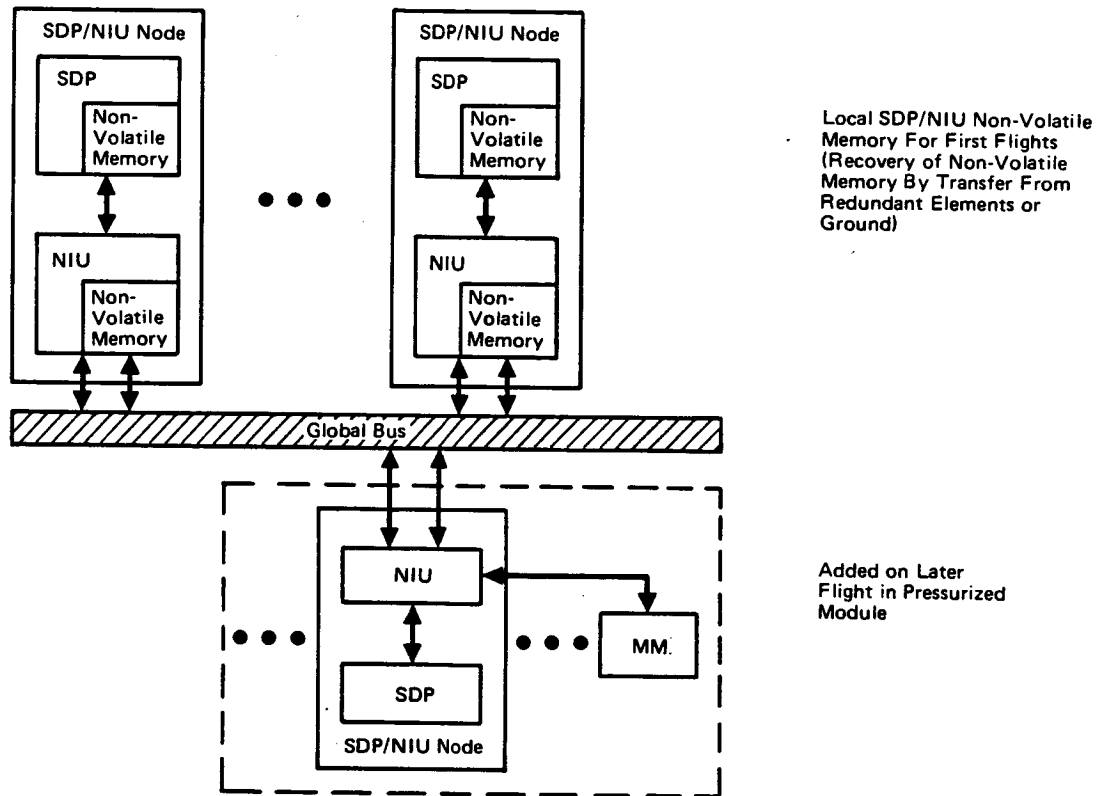 SDP/NIU Node
SDP
Non-
Volatile
Memory
NIU
Non-
Volatile
Memory
SDP/NIU Node
SDP
Non-
Volatile
Memory
NIU
Non-
Volatile
Memory
Local SDP/NIU Non-Volatile
Memory For First Flights
(Recovery of Non-Volatile
Memory By Transfer From
Redundant Elements or
Ground)
Global Bus
NIU
SDP
SDP/NIU Node
MM.
Added on Later
Flight in Pressurized
Module